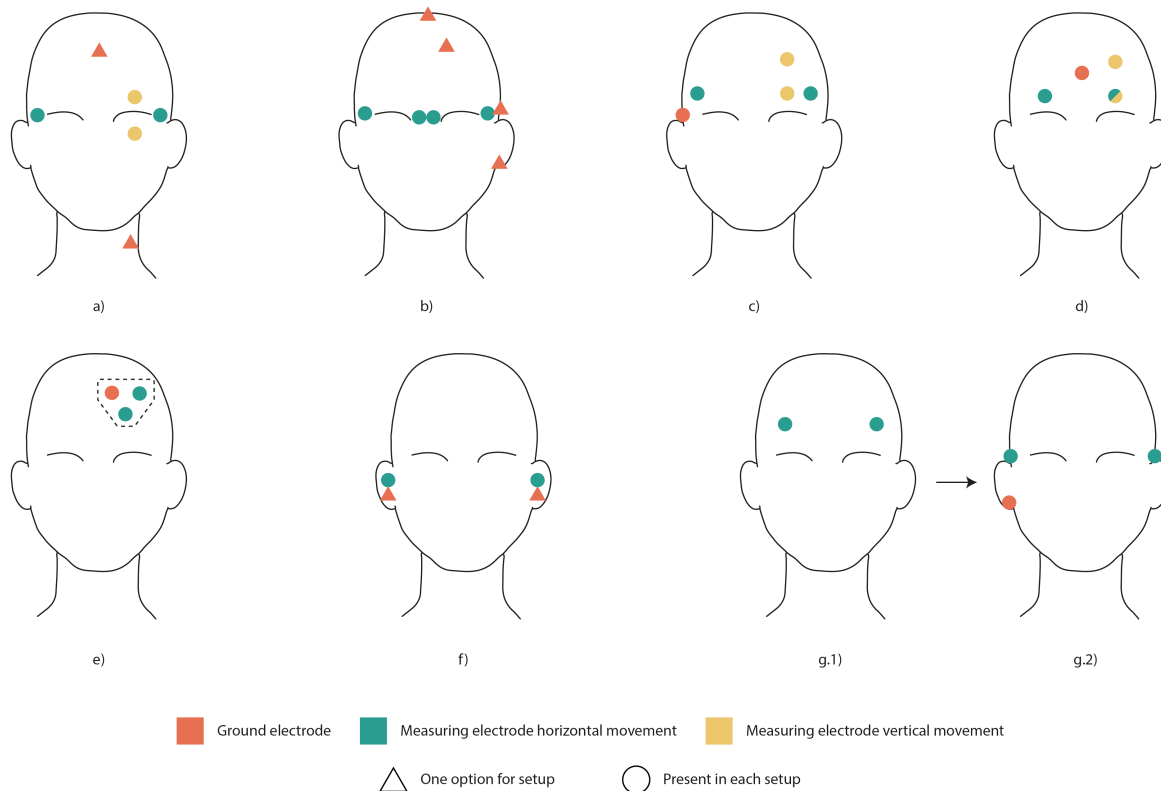 a)
b)
c)
d)
e)
f)
g.1)
g.2)
Ground electrode
Measuring electrode horizontal movement
Measuring electrode vertical movement
One option for setup
Present in each setup